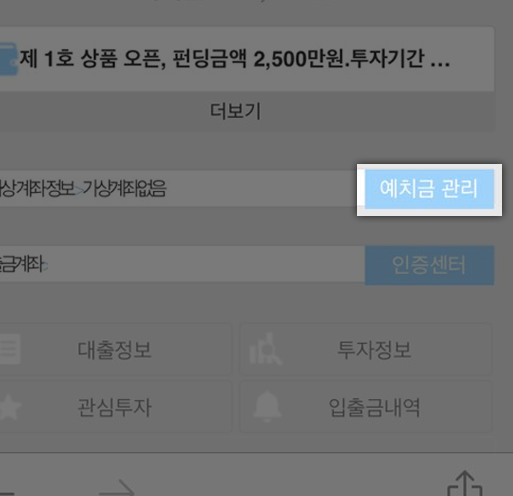 제 1호 상품 오픈, 펀딩금액 2,500만원.투자기간 ...
더보기
상계좌정보 가상계좌없음
예치금 관리
금계좌
인증센터
대출정보
투자정보
관심투자
입출금내역